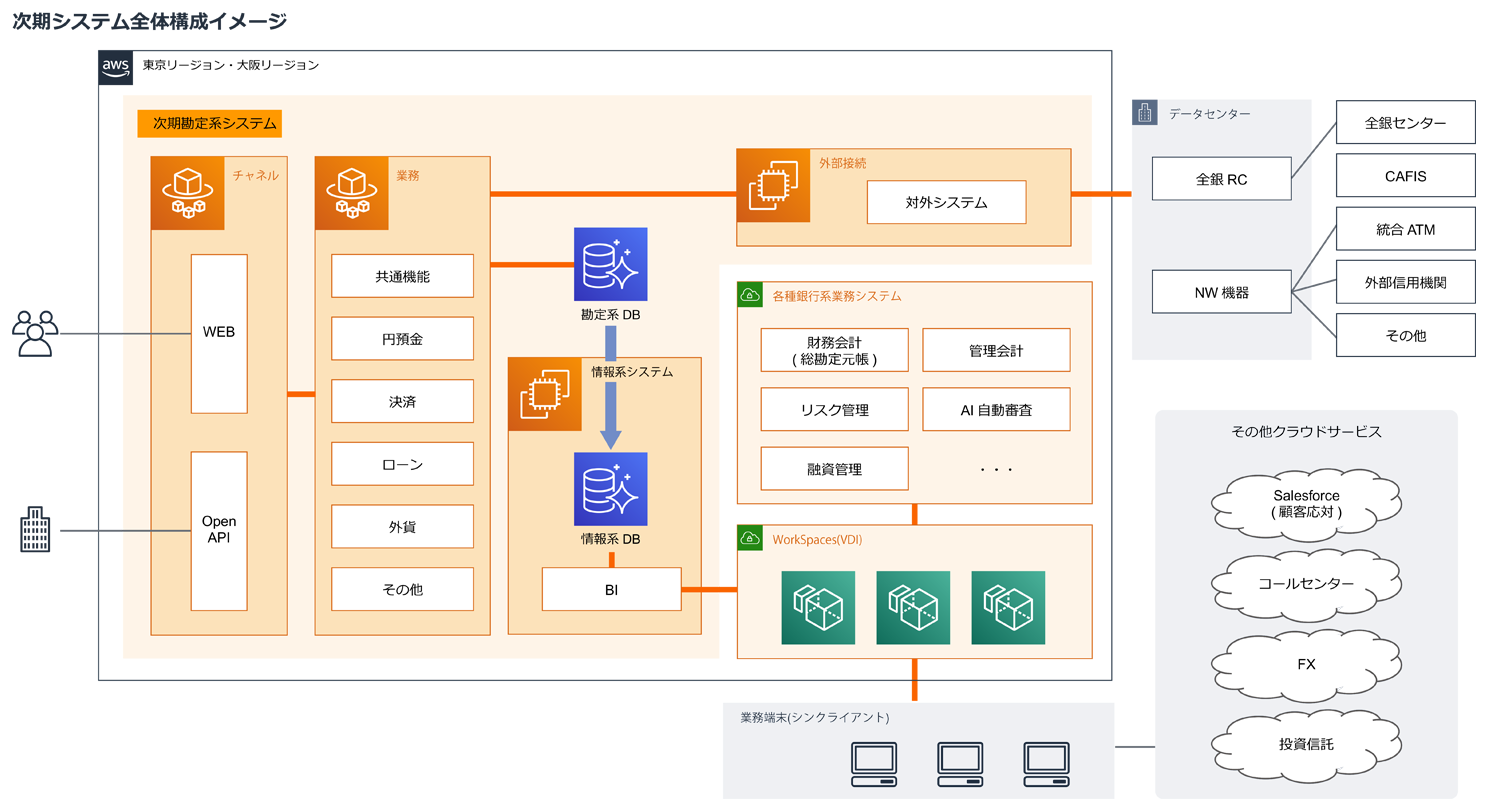 次期システム全体構成イメージ
aws
東京リージョン・大阪リージョン
次期勘定系システム
チャネル
WEB
Open
API
業務
共通機能
円預金
決済
ローン
外貨
その他
勘定系 DB
情報系システム
情報系 DB
BI
外部接続
対外システム
各種銀行系業務システム
財務会計
( 総勘定元帳 )
管理会計
リスク管理
AI 自動審査
融資管理
・・・
WorkSpaces(VDI)
業務端末(シンクライアント)
データセンター
全銀 RC
NW 機器
全銀センター
CAFIS
統合 ATM
外部信用機関
その他
その他クラウドサービス
Salesforce
( 顧客応対 )
コールセンター
FX
投資信託